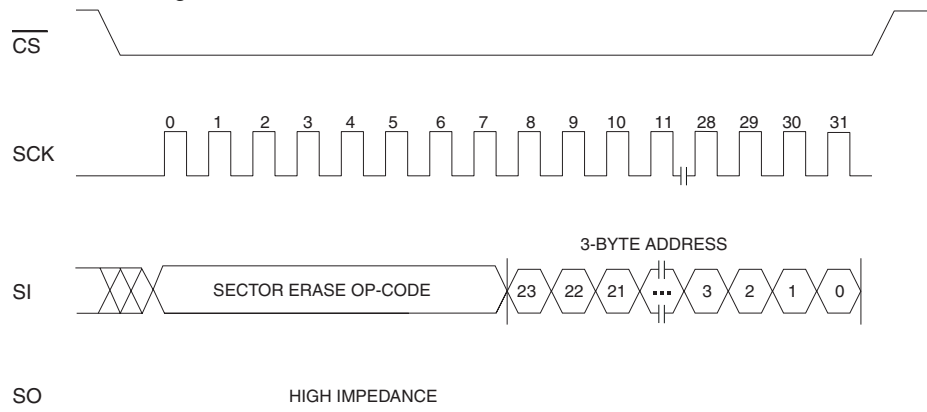 CS
0 1 2 3 4 5 6 7 8 9 10 11 28 29 30 31
SCK
3-BYTE ADDRESS
SI SECTOR ERASE OP-CODE 23 22 21 ... 3 2 1 0
SO HIGH IMPEDANCE